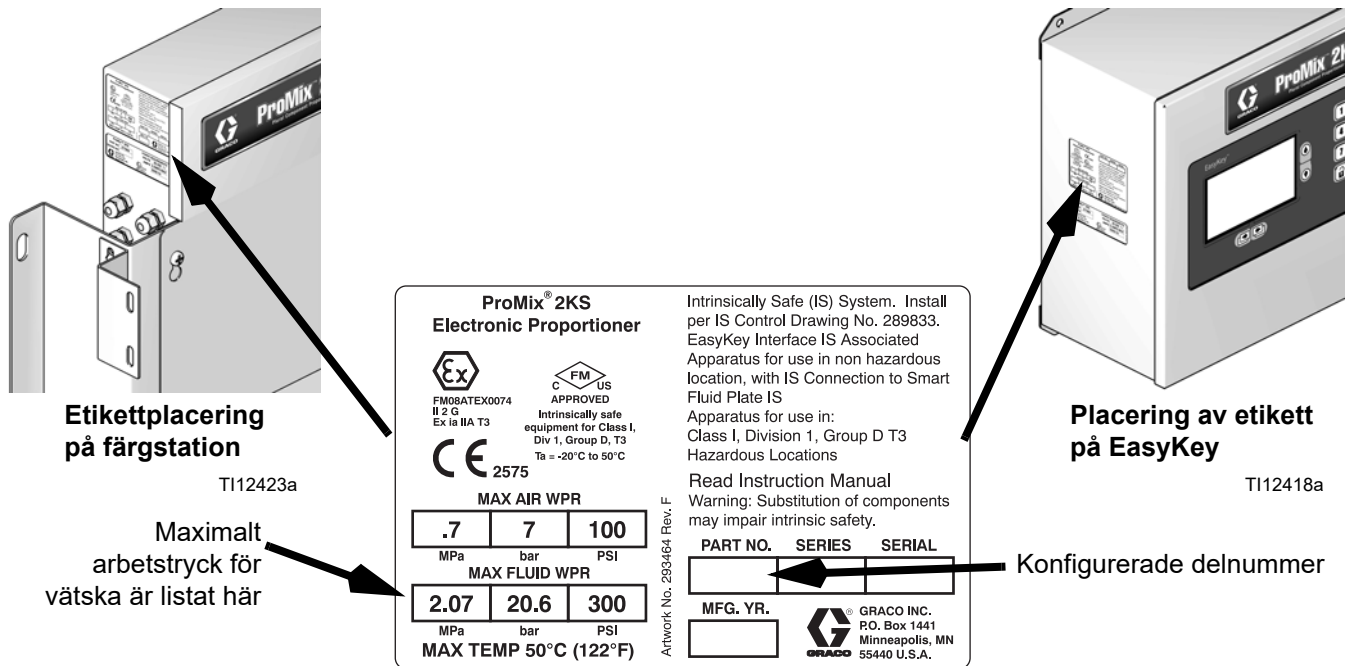 ProMix
GRACO
ProMix 2K
GRACO
EasyKey
Etikettplacering
på färgstation
TI12423a
Maximalt
arbetstryck för
vätska är listat här
ProMix® 2KS
Electronic Proportioner
Ex
FM08ATEX0074
II 2 G
Ex ia IIA T3
CE 2575
C FM US
APPROVED
Intrinsically safe
equipment for Class I,
Div 1, Group D, T3
Ta = -20°C to 50°C
MAX AIR WPR
.7 7 100
MPa bar PSI
MAX FLUID WPR
2.07 20.6 300
MPa bar PSI
MAX TEMP 50°C (122°F)
Artwork No. 293464 Rev. F
Intrinsically Safe (IS) System. Install
per IS Control Drawing No. 289833.
EasyKey Interface IS Associated
Apparatus for use in non hazardous
location, with IS Connection to Smart
Fluid Plate IS
Apparatus for use in:
Class I, Division 1, Group D T3
Hazardous Locations
Read Instruction Manual
Warning: Substitution of components
may impair intrinsic safety.
PART NO. SERIES SERIAL
MFG. YR.
GRACO
®
GRACO INC.
P.O. Box 1441
Minneapolis, MN
55440 U.S.A.
Placering av etikett
på EasyKey
TI12418a
Konfigurerade delnummer